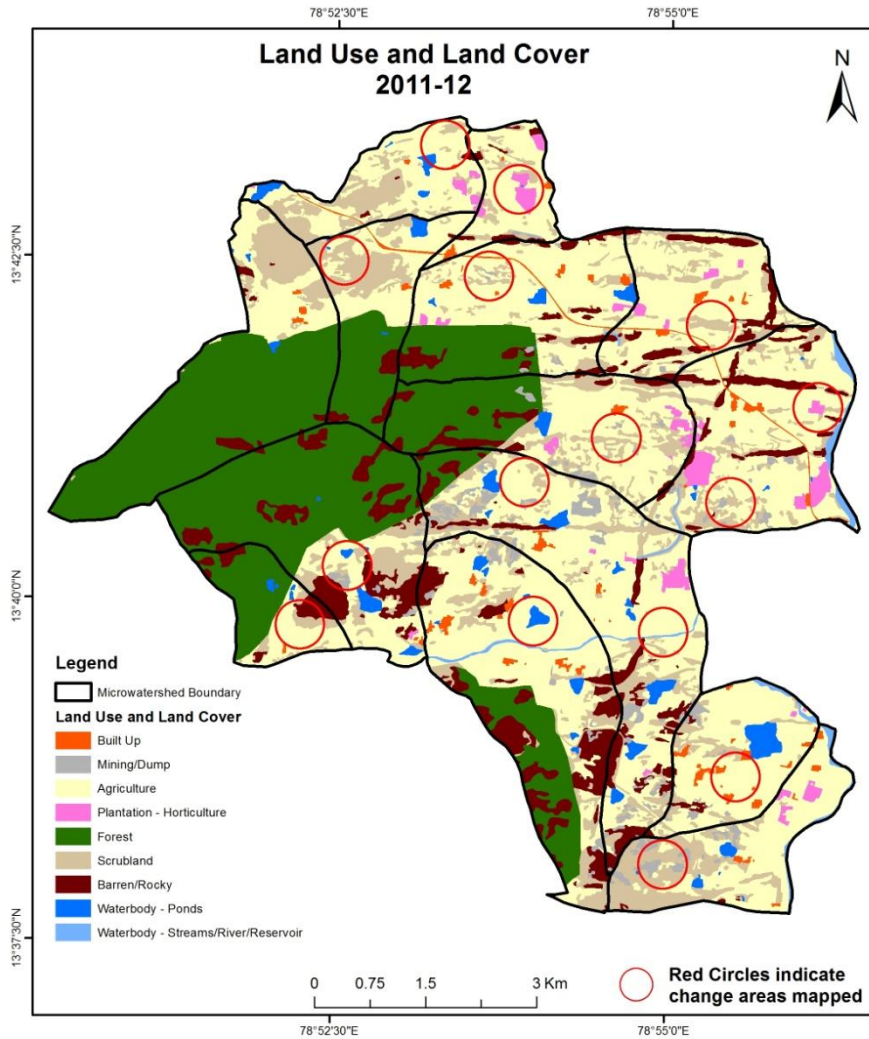 78°52'30"E
78°55'0"E
Land Use and Land Cover
2011-12
N
13°42'30"N
13°40'0"N
13°37'30"N
Legend
Microwatershed Boundary
Land Use and Land Cover
Built Up
Mining/Dump
Agriculture
Plantation - Horticulture
Forest
Scrubland
Barren/Rocky
Waterbody - Ponds
Waterbody - Streams/River/Reservoir
0 0.75 1.5 3 Km
Red Circles indicate
change areas mapped
78°52'30"E
78°55'0"E